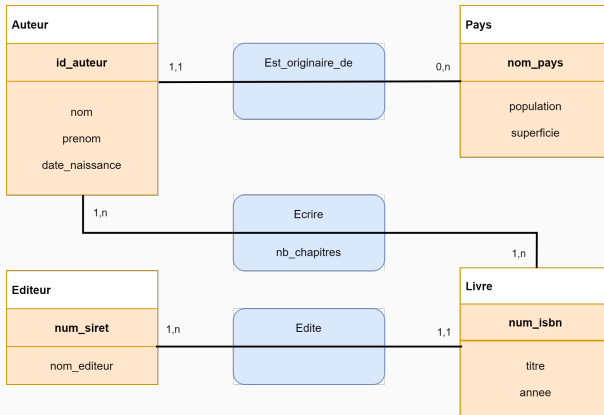 Auteur
id_auteur
nom
prenom
date_naissance
1,1
Est_originaire_de
0,n
Pays
nom_pays
population
superficie
1,n
Ecrire
nb_chapitres
1,n
Editeur
num_siret
nom_editeur
1,n
Edite
1,1
Livre
num_isbn
titre
annee